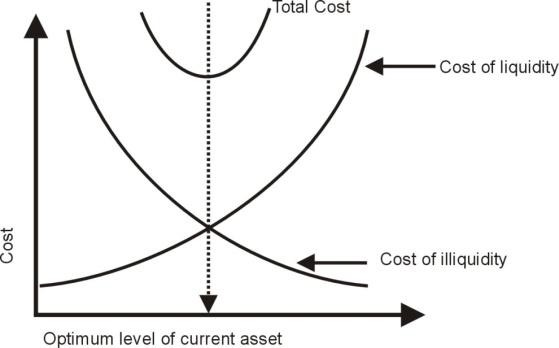 Total Cost
Cost of liquidity
Cost
Cost of illiquidity
Optimum level of current asset